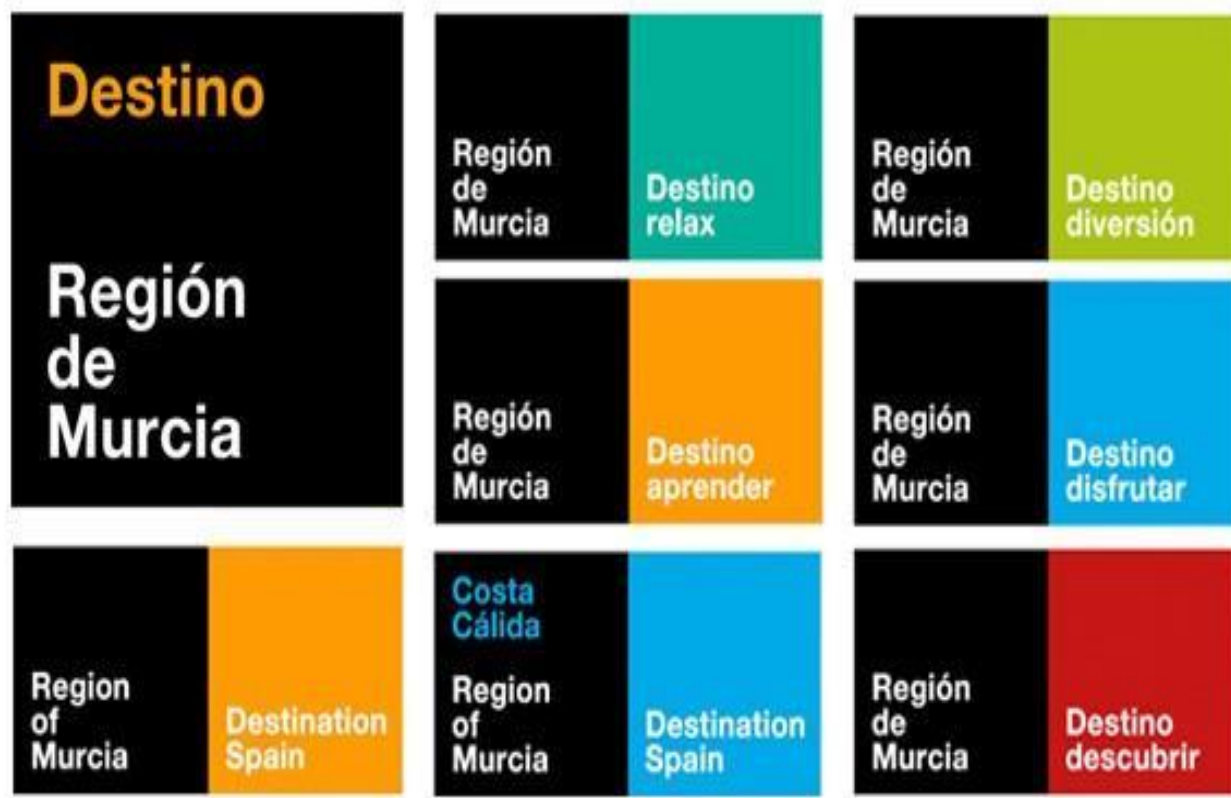 Destino
Región
de
Murcia
Región
de
Murcia
Destino
relax
Región
de
Murcia
Destino
diversión
Región
de
Murcia
Destino
aprender
Región
de
Murcia
Destino
disfrutar
Region
of
Murcia
Destination
Spain
Costa
Cálida
Region
of
Murcia
Destination
Spain
Región
de
Murcia
Destino
descubrir